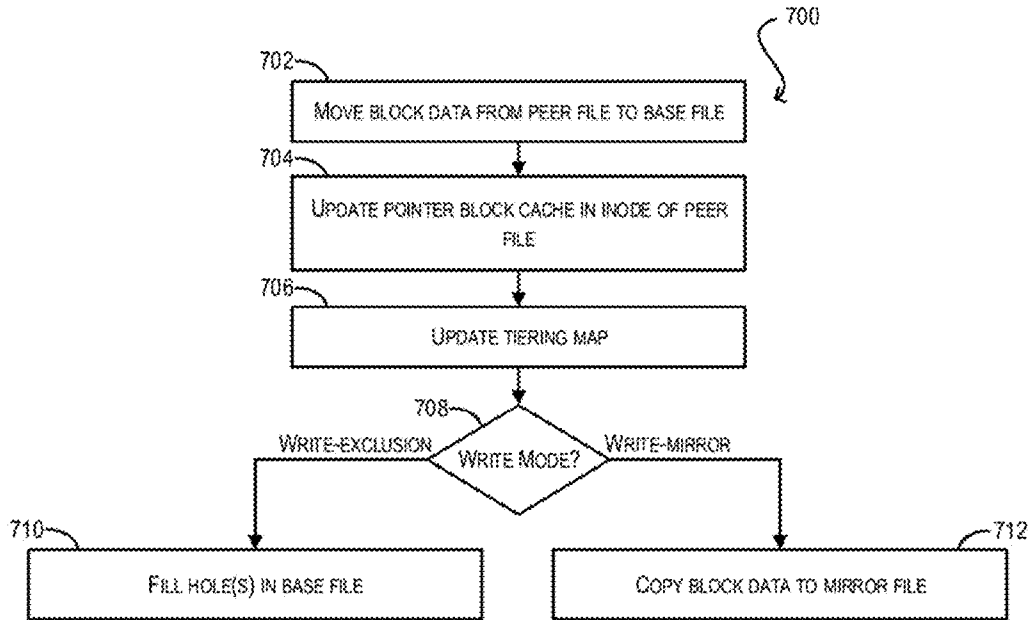 700
702
MOVE BLOCK DATA FROM PEER FILE TO BASE FILE
704
UPDATE POINTER BLOCK CACHE IN INODE OF PEER
FILE
706
UPDATE TIERING MAP
708
WRITE-EXCLUSION
WRITE MODE?
WRITE-MIRROR
710
FILL HOLE(S) IN BASE FILE
712
COPY BLOCK DATA TO MIRROR FILE